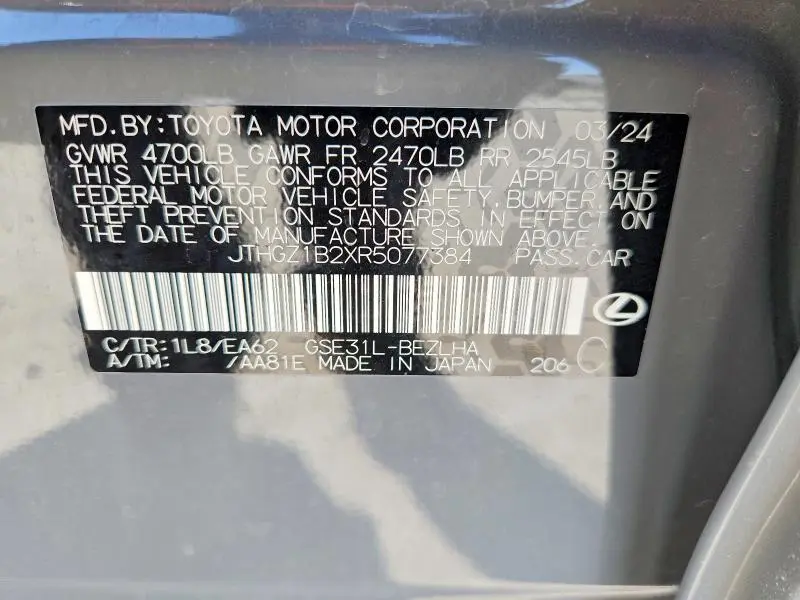 MFD.BY:TOYOTA MOTOR CORPORATION 03/24
GVWR 4700LB GAWR FR 2470LB RR 2545LB
THIS VEHICLE CONFORMS TO ALL APPLICABLE
FEDERAL MOTOR VEHICLE SAFETY,BUMPER,AND
THEFT PREVENTION STANDARDS IN EFFECT ON
THE DATE OF MANUFACTURE SHOWN ABOVE.
JTHGZ1B2XR5077384 PASS.CAR
C/TR:1L8/EA62 GSE31L-BEZLHA
A/TM: /AA81E MADE IN JAPAN 206 C